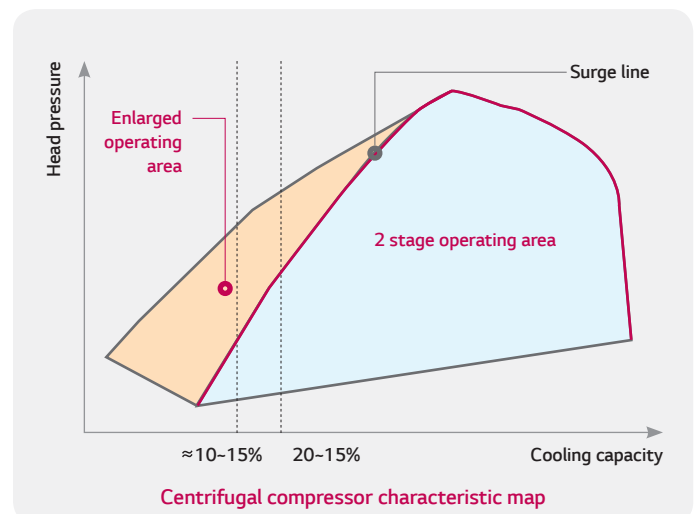 Head pressure
Surge line
Enlarged
operating
area
2 stage operating area
≈10~15%
20~15%
Cooling capacity
Centrifugal compressor characteristic map